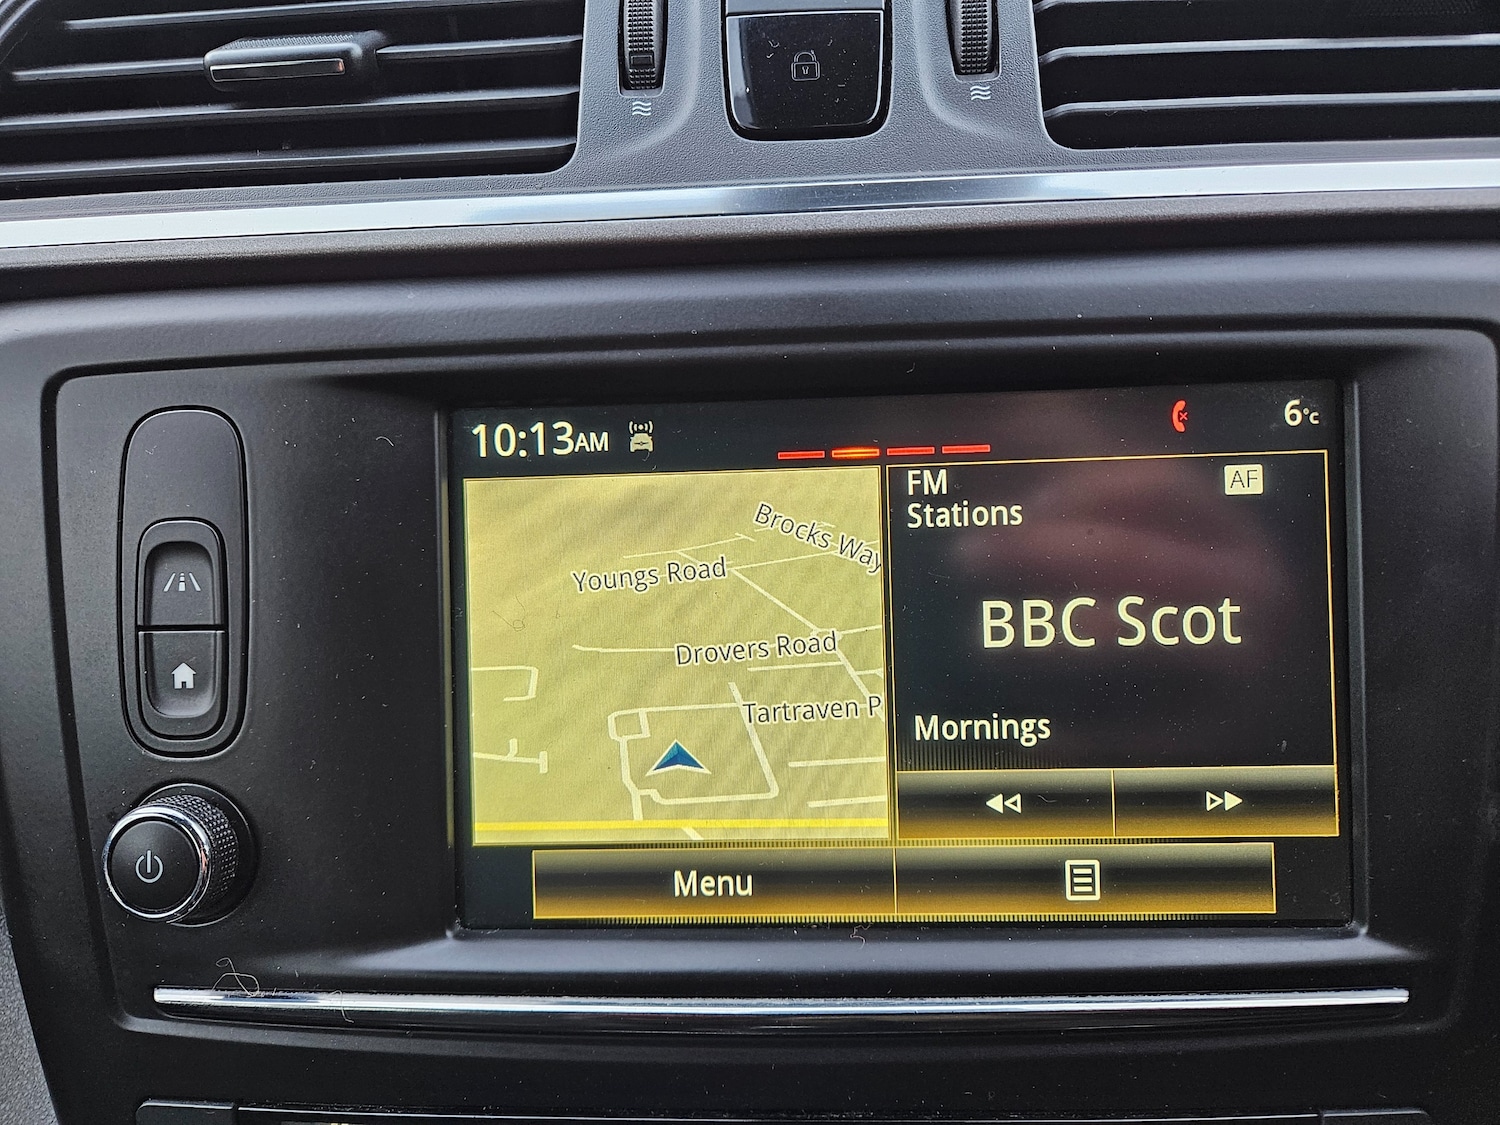 10:13AM
6°C
FM
Stations
AF
Brocks Way
Youngs Road
Drovers Road
Tartraven P
BBC Scot
Mornings
Menu